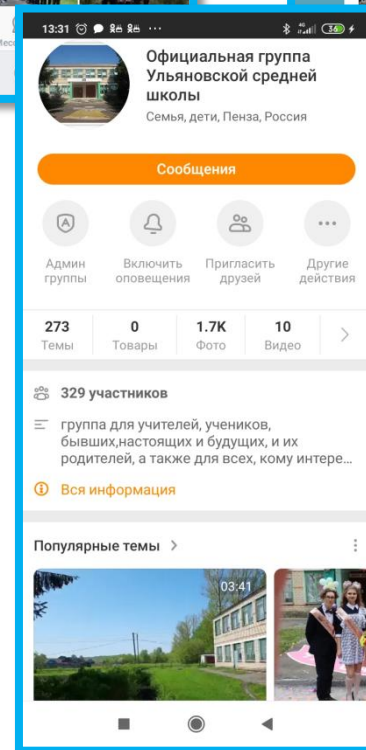 13:31
4G
36
Официальная группа
Ульяновской средней
школы
Семья, дети, Пенза, Россия
Сообщения
Админ группы
Включить оповещения
Пригласить друзей
Другие действия
273 0 1.7K 10
Темы Товары Фото Видео
329 участников
группа для учителей, учеников,
бывших,настоящих и будущих, и их
родителей, а также для всех, кому интере...
Вся информация
Популярные темы
03:41